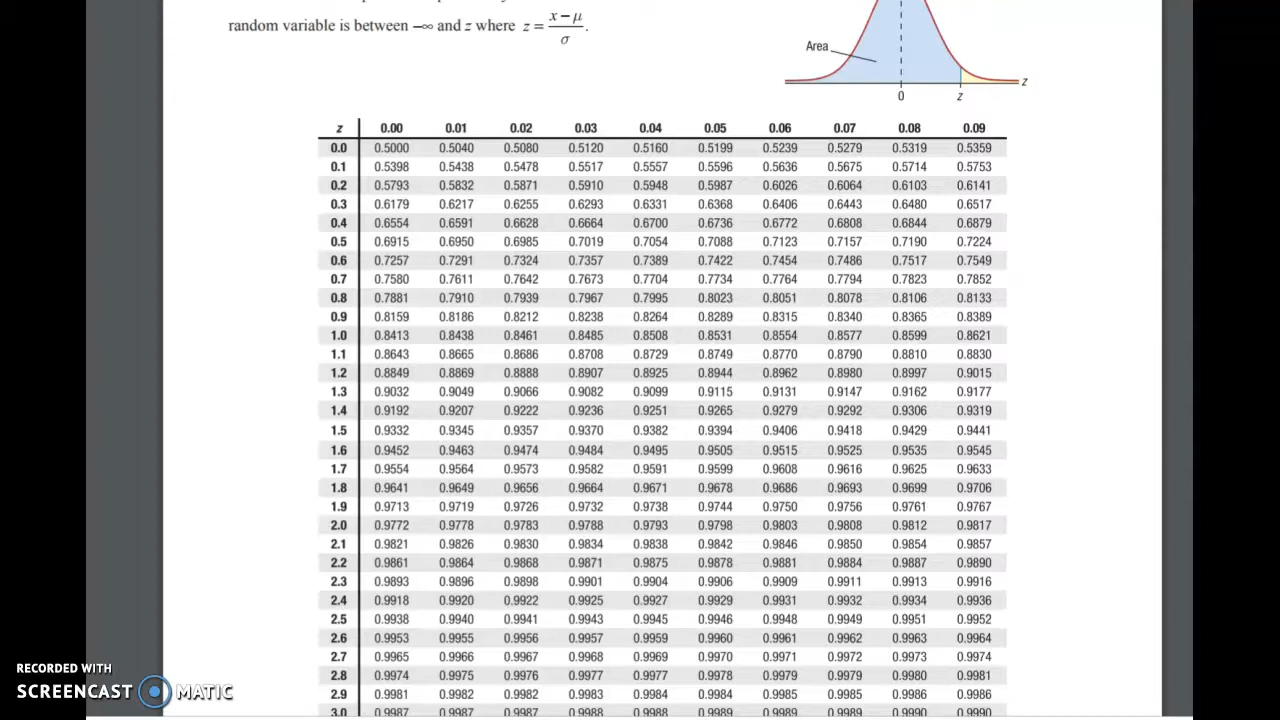 random variable is between –∞ and z where z = x – μ / σ .
Area
z
0 z
z 0.00 0.01 0.02 0.03 0.04 0.05 0.06 0.07 0.08 0.09
0.0 0.5000 0.5040 0.5080 0.5120 0.5160 0.5199 0.5239 0.5279 0.5319 0.5359
0.1 0.5398 0.5438 0.5478 0.5517 0.5557 0.5596 0.5636 0.5675 0.5714 0.5753
0.2 0.5793 0.5832 0.5871 0.5910 0.5948 0.5987 0.6026 0.6064 0.6103 0.6141
0.3 0.6179 0.6217 0.6255 0.6293 0.6331 0.6368 0.6406 0.6443 0.6480 0.6517
0.4 0.6554 0.6591 0.6628 0.6664 0.6700 0.6736 0.6772 0.6808 0.6844 0.6879
0.5 0.6915 0.6950 0.6985 0.7019 0.7054 0.7088 0.7123 0.7157 0.7190 0.7224
0.6 0.7257 0.7291 0.7324 0.7357 0.7389 0.7422 0.7454 0.7486 0.7517 0.7549
0.7 0.7580 0.7611 0.7642 0.7673 0.7704 0.7734 0.7764 0.7794 0.7823 0.7852
0.8 0.7881 0.7910 0.7939 0.7967 0.7995 0.8023 0.8051 0.8078 0.8106 0.8133
0.9 0.8159 0.8186 0.8212 0.8238 0.8264 0.8289 0.8315 0.8340 0.8365 0.8389
1.0 0.8413 0.8438 0.8461 0.8485 0.8508 0.8531 0.8554 0.8577 0.8599 0.8621
1.1 0.8643 0.8665 0.8686 0.8708 0.8729 0.8749 0.8770 0.8790 0.8810 0.8830
1.2 0.8849 0.8869 0.8888 0.8907 0.8925 0.8944 0.8962 0.8980 0.8997 0.9015
1.3 0.9032 0.9049 0.9066 0.9082 0.9099 0.9115 0.9131 0.9147 0.9162 0.9177
1.4 0.9192 0.9207 0.9222 0.9236 0.9251 0.9265 0.9279 0.9292 0.9306 0.9319
1.5 0.9332 0.9345 0.9357 0.9370 0.9382 0.9394 0.9406 0.9418 0.9429 0.9441
1.6 0.9452 0.9463 0.9474 0.9484 0.9495 0.9505 0.9515 0.9525 0.9535 0.9545
1.7 0.9554 0.9564 0.9573 0.9582 0.9591 0.9599 0.9608 0.9616 0.9625 0.9633
1.8 0.9641 0.9649 0.9656 0.9664 0.9671 0.9678 0.9686 0.9693 0.9699 0.9706
1.9 0.9713 0.9719 0.9726 0.9732 0.9738 0.9744 0.9750 0.9756 0.9761 0.9767
2.0 0.9772 0.9778 0.9783 0.9788 0.9793 0.9798 0.9803 0.9808 0.9812 0.9817
2.1 0.9821 0.9826 0.9830 0.9834 0.9838 0.9842 0.9846 0.9850 0.9854 0.9857
2.2 0.9861 0.9864 0.9868 0.9871 0.9875 0.9878 0.9881 0.9884 0.9887 0.9890
2.3 0.9893 0.9896 0.9898 0.9901 0.9904 0.9906 0.9909 0.9911 0.9913 0.9916
2.4 0.9918 0.9920 0.9922 0.9925 0.9927 0.9929 0.9931 0.9932 0.9934 0.9936
2.5 0.9938 0.9940 0.9941 0.9943 0.9945 0.9946 0.9948 0.9949 0.9951 0.9952
2.6 0.9953 0.9955 0.9956 0.9957 0.9959 0.9960 0.9961 0.9962 0.9963 0.9964
2.7 0.9965 0.9966 0.9967 0.9968 0.9969 0.9970 0.9971 0.9972 0.9973 0.9974
2.8 0.9974 0.9975 0.9976 0.9977 0.9977 0.9978 0.9979 0.9979 0.9980 0.9981
2.9 0.9981 0.9982 0.9982 0.9983 0.9984 0.9984 0.9985 0.9985 0.9986 0.9986
3.0 0.9987 0.9987 0.9987 0.9988 0.9988 0.9989 0.9989 0.9989 0.9990 0.9990
RECORDED WITH
SCREENCAST MATIC